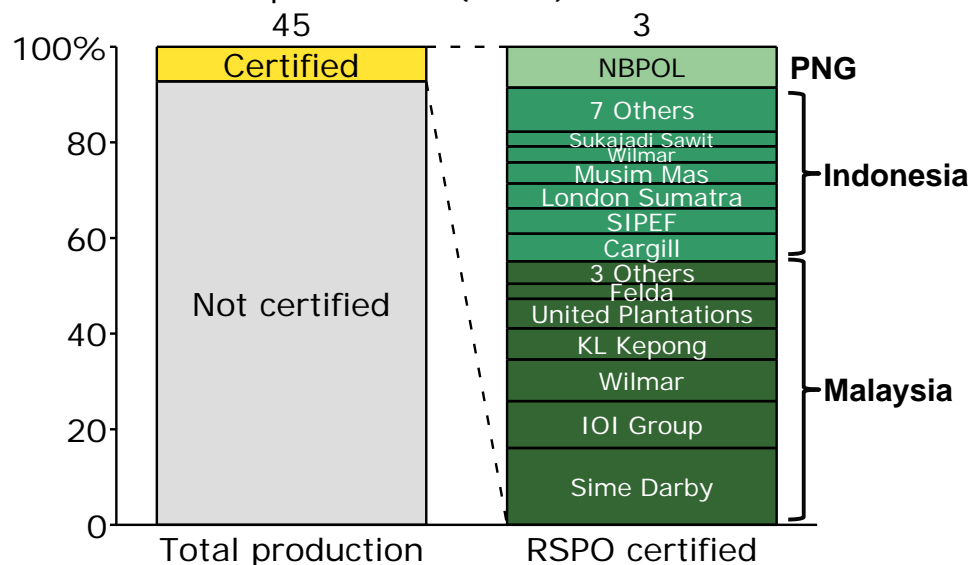 45
3
100%
80
60
40
20
0
Certified
Not certified
NBPOL
7 Others
Sukajadi Sawit
Wilmar
Musim Mas
London Sumatra
SIPEF
Cargill
3 Others
Felda
United Plantations
KL Kepong
Wilmar
IOI Group
Sime Darby
PNG
Indonesia
Malaysia
Total production
RSPO certified